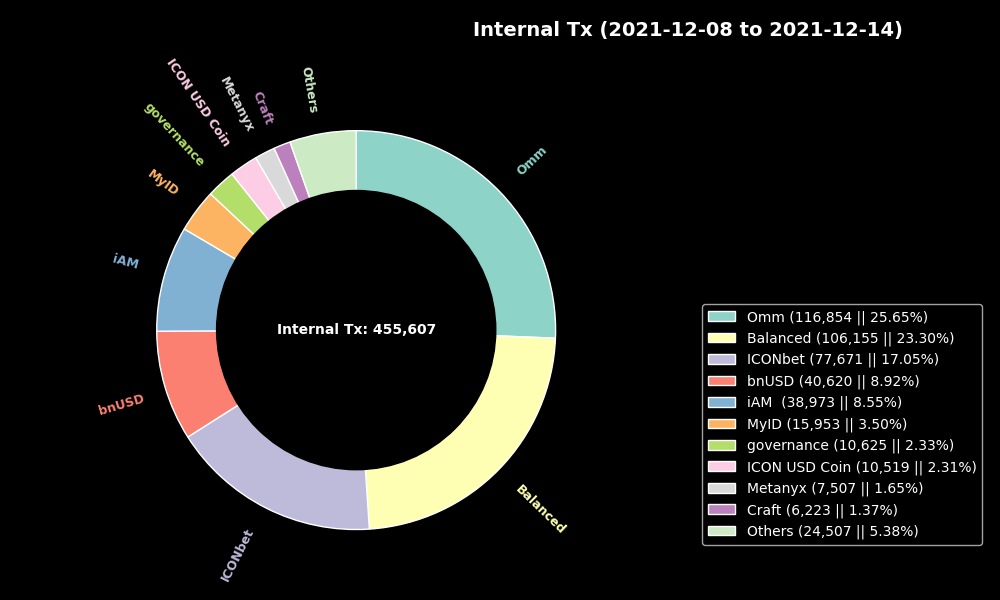 Internal Tx (2021-12-08 to 2021-12-14)
Others
Craft
Metanyx
ICON USD Coin
governance
MyID
iAM
bnUSD
ICONbet
Balanced
Omm
Internal Tx: 455,607
Omm (116,854 || 25.65%)
Balanced (106,155 || 23.30%)
ICONbet (77,671 || 17.05%)
bnUSD (40,620 || 8.92%)
iAM  (38,973 || 8.55%)
MyID (15,953 || 3.50%)
governance (10,625 || 2.33%)
ICON USD Coin (10,519 || 2.31%)
Metanyx (7,507 || 1.65%)
Craft (6,223 || 1.37%)
Others (24,507 || 5.38%)